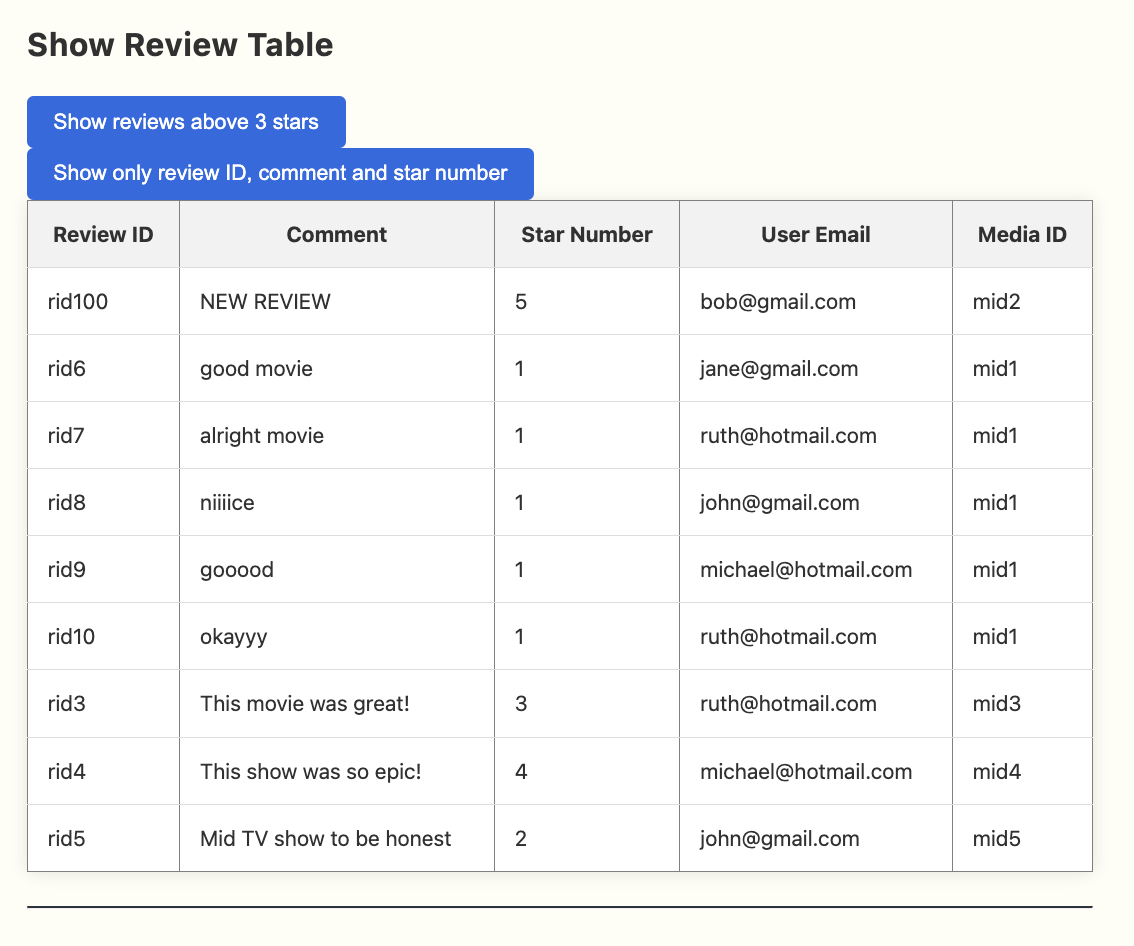 Show Review Table
Show reviews above 3 stars
Show only review ID, comment and star number
Review ID Comment Star Number User Email Media ID
rid100 NEW REVIEW 5 bob@gmail.com mid2
rid6 good movie 1 jane@gmail.com mid1
rid7 alright movie 1 ruth@hotmail.com mid1
rid8 niiiice 1 john@gmail.com mid1
rid9 gooood 1 michael@hotmail.com mid1
rid10 okayyy 1 ruth@hotmail.com mid1
rid3 This movie was great! 3 ruth@hotmail.com mid3
rid4 This show was so epic! 4 michael@hotmail.com mid4
rid5 Mid TV show to be honest 2 john@gmail.com mid5